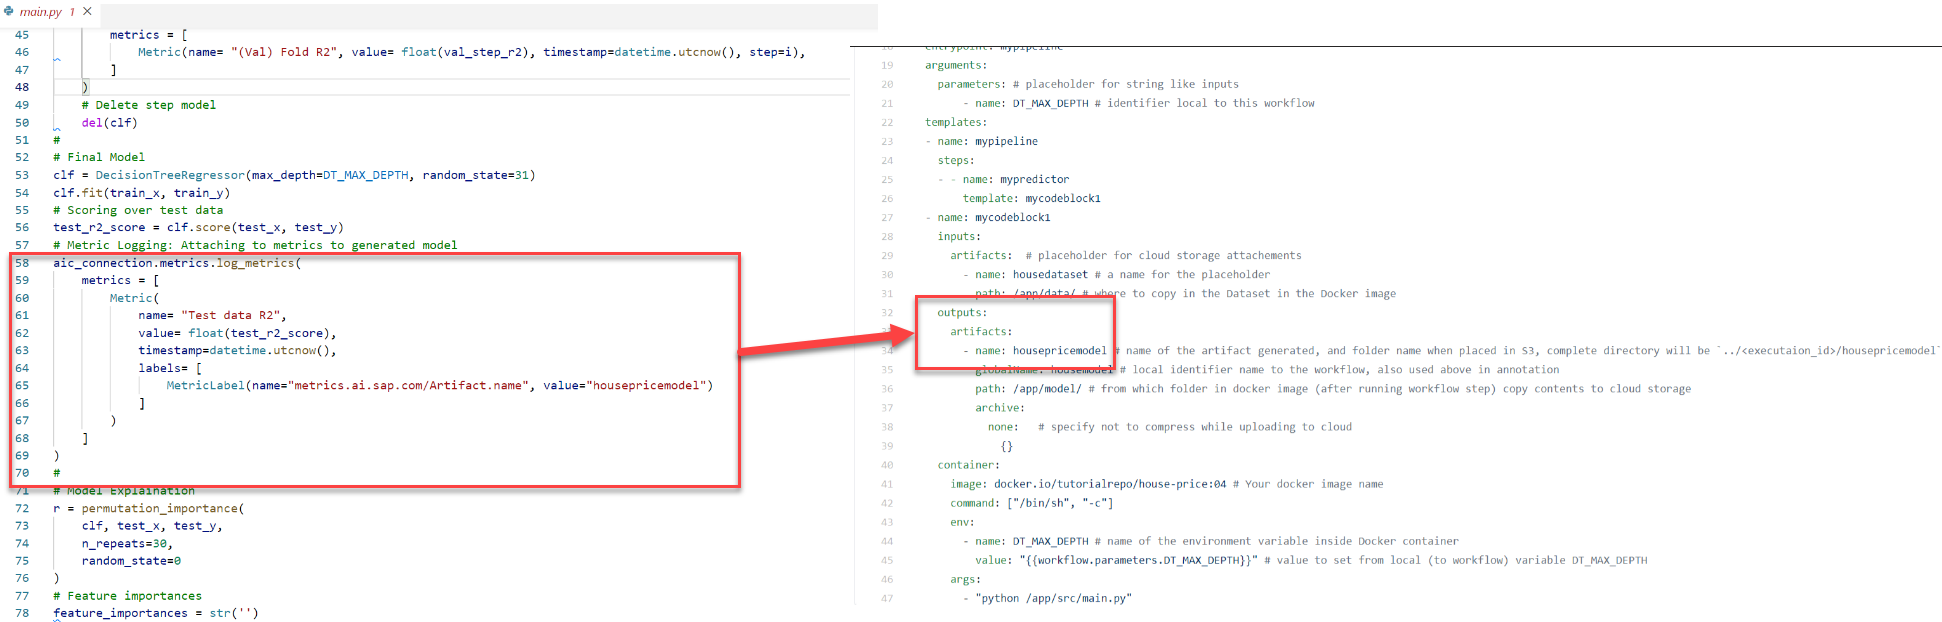 main.py 1 ×
45 metrics = [
46 Metric(name= "(Val) Fold R2", value= float(val_step_r2), timestamp=datetime.utcnow(), step=i),
47 ]
48 )
49 # Delete step model
50 del(clf)
51 #
52 # Final Model
53 clf = DecisionTreeRegressor(max_depth=DT_MAX_DEPTH, random_state=31)
54 clf.fit(train_x, train_y)
55 # Scoring over test data
56 test_r2_score = clf.score(test_x, test_y)
57 # Metric Logging: Attaching to metrics to generated model
58 aic_connection.metrics.log_metrics(
59 metrics = [
60 Metric(
61 name= "Test data R2",
62 value= float(test_r2_score),
63 timestamp=datetime.utcnow(),
64 labels= [
65 MetricLabel(name="metrics.ai.sap.com/Artifact.name", value="housepricemodel")
66 ]
67 )
68 ]
69 )
70 #
71 # Model Explaination
72 r = permutation_importance(
73 clf, test_x, test_y,
74 n_repeats=30,
75 random_state=0
76 )
77 # Feature importances
78 feature_importances = str('')
18 entrypoint: mypipeline
19 arguments:
20 parameters: # placeholder for string like inputs
21 - name: DT_MAX_DEPTH # identifier local to this workflow
22 templates:
23 - name: mypipeline
24 steps:
25 - - name: mypredictor
26 template: mycodeblock1
27 - name: mycodeblock1
28 inputs:
29 artifacts: # placeholder for cloud storage attachements
30 - name: housedataset # a name for the placeholder
31 path: /app/data/ # where to copy in the Dataset in the Docker image
32 outputs:
33 artifacts:
34 - name: housepricemodel # name of the artifact generated, and folder name when placed in S3, complete directory will be `../<executaion_id>/housepricemodel`
35 globalName: housemodel # local identifier name to the workflow, also used above in annotation
36 path: /app/model/ # from which folder in docker image (after running workflow step) copy contents to cloud storage
37 archive:
38 none: # specify not to compress while uploading to cloud
39 {}
40 container:
41 image: docker.io/tutorialrepo/house-price:04 # Your docker image name
42 command: ["/bin/sh", "-c"]
43 env:
44 - name: DT_MAX_DEPTH # name of the environment variable inside Docker container
45 value: "{{workflow.parameters.DT_MAX_DEPTH}}" # value to set from local (to workflow) variable DT_MAX_DEPTH
46 args:
47 - "python /app/src/main.py"